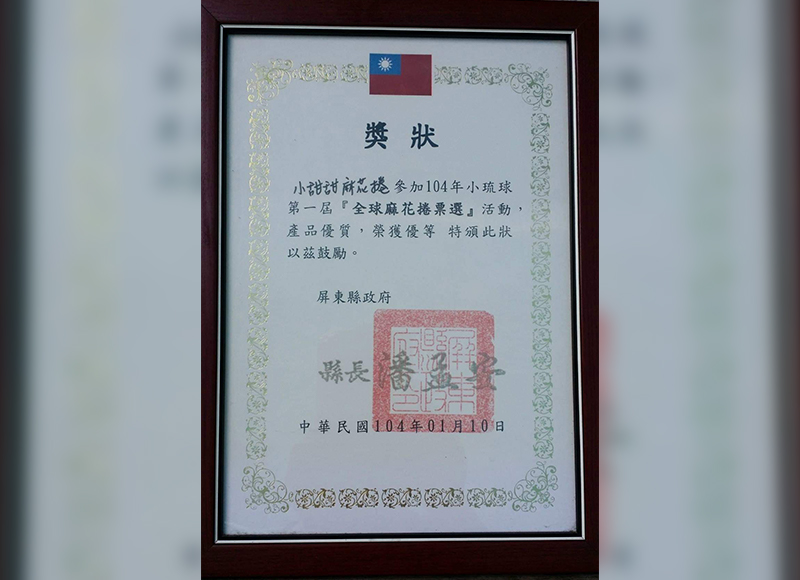 獎狀
小甜甜麻花捲參加104年小琉球
第一屆『全球麻花捲票選』活動，
產品優質，榮獲優等 特頒此狀
以茲鼓勵。
屏東縣政府
縣長潘孟安
中華民國104年01月10日